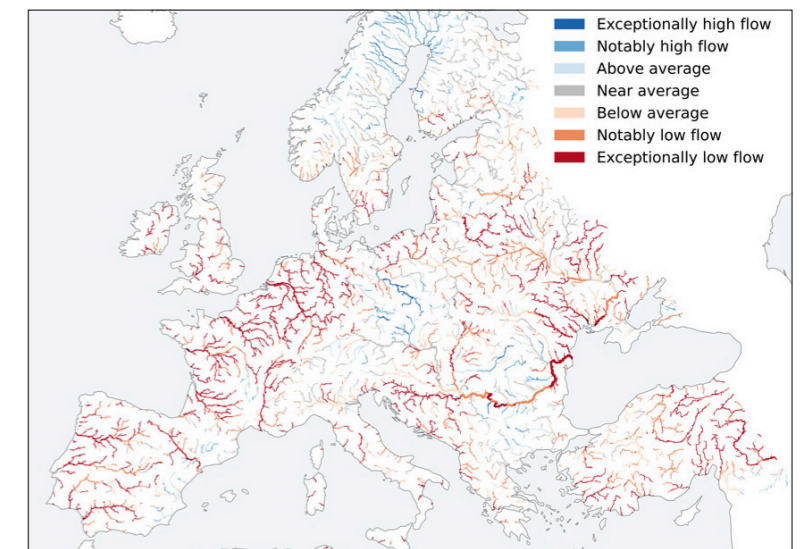 Exceptionally high flow
Notably high flow
Above average
Near average
Below average
Notably low flow
Exceptionally low flow